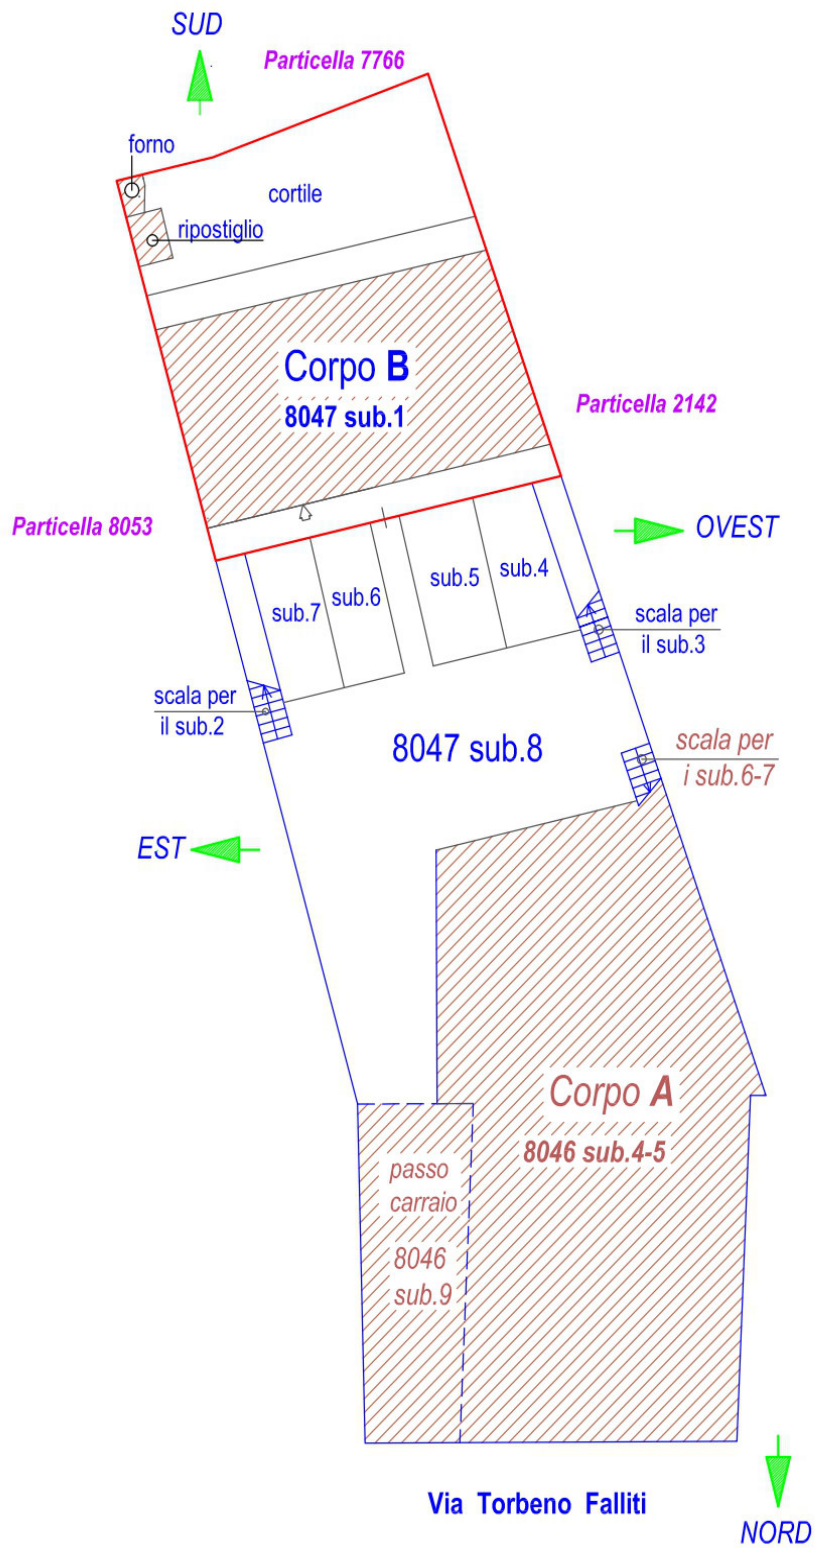 SUD
Particella 7766
forno
cortile
ripostiglio
Corpo B
8047 sub.1
Particella 2142
Particella 8053
OVEST
sub.7
sub.6
sub.5
sub.4
scala per
il sub.3
scala per
il sub.2
8047 sub.8
scala per
i sub.6-7
EST
Corpo A
8046 sub.4-5
passo
carraio
8046
sub.9
Via Torbeno Falliti
NORD